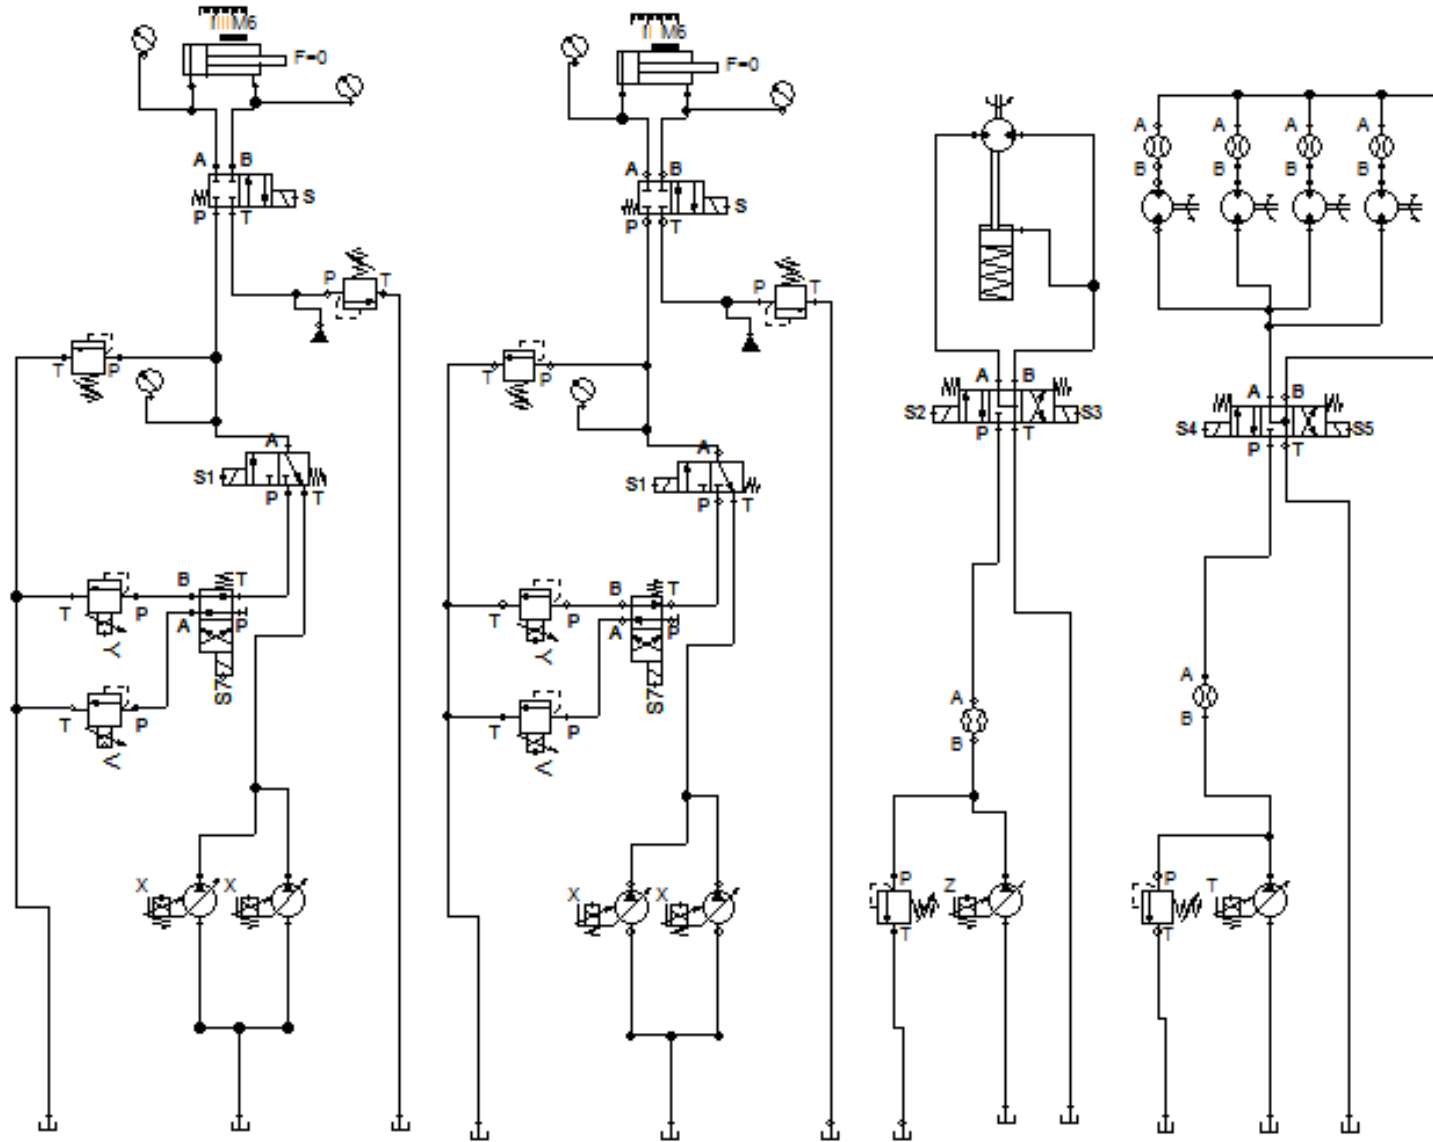 M6 M6
F=0 F=0
A A A A
B B B B
A B A B
S S
P T P T
P T P T
T P T P
A B A B
S2 S3 S4 S5
A A P T P T
S1 S1
P T P T
B T B T
T P A P T P A P
Y Y
S7 S7
A A
T P T P
B B
V V
X X X X P Z P T
T T